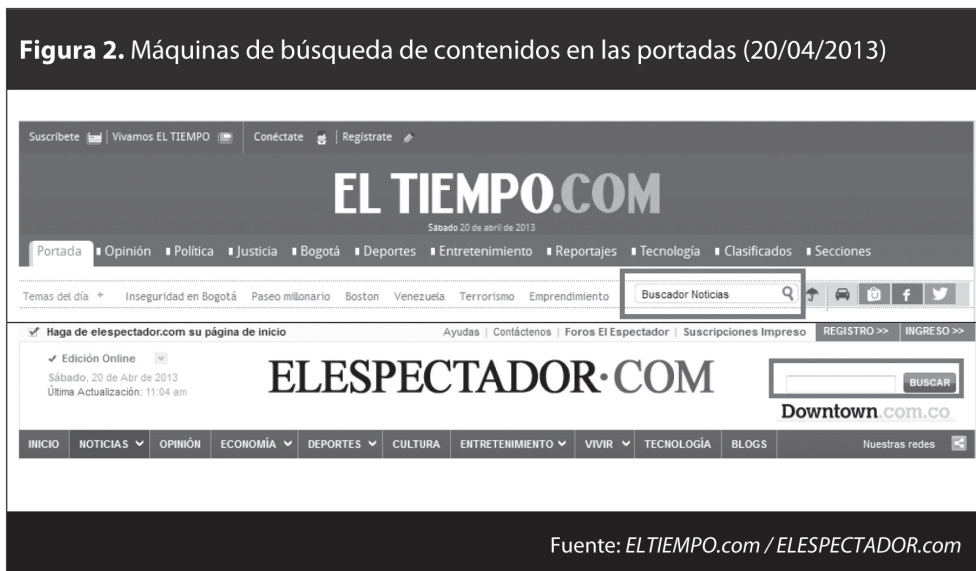 Figura 2. Máquinas de búsqueda de contenidos en las portadas (20/04/2013)
Suscríbete | Vivamos EL TIEMPO | Conéctate | Regístrate
EL TIEMPO.COM
Sábado 20 de abril de 2013
Portada Opinión Política Justicia Bogotá Deportes Entretenimiento Reportajes Tecnología Clasificados Secciones
Temas del día Inseguridad en Bogotá Paseo millonario Boston Venezuela Terrorismo Emprendimiento Buscador Noticias
Haga de elespectador.com su página de inicio Ayudas | Contáctenos | Foros El Espectador | Suscripciones Impreso REGISTRO >> INGRESO >>
Edición Online
Sábado, 20 de Abr de 2013
Última Actualización: 11:04 am
ELESPECTADOR·COM
BUSCAR
Downtown.com.co
INICIO NOTICIAS OPINIÓN ECONOMÍA DEPORTES CULTURA ENTRETENIMIENTO VIVIR TECNOLOGÍA BLOGS Nuestras redes
Fuente: ELTIEMPO.com / ELESPECTADOR.com